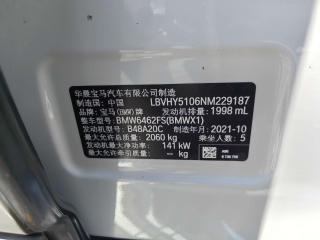 华晨宝马汽车有限公司制造
制造国:中国 LBVHY5106NM229187
品牌:宝马(BMW)牌 发动机排量:1998 mL
整车型号:BMW6462FS(BMWX1)
发动机型号:B48A20C 制造年月:2021-10
最大允许总质量:2060 kg 乘坐人数:5
发动机最大净功率:141 kW
最大允许牵引质量:-- kg